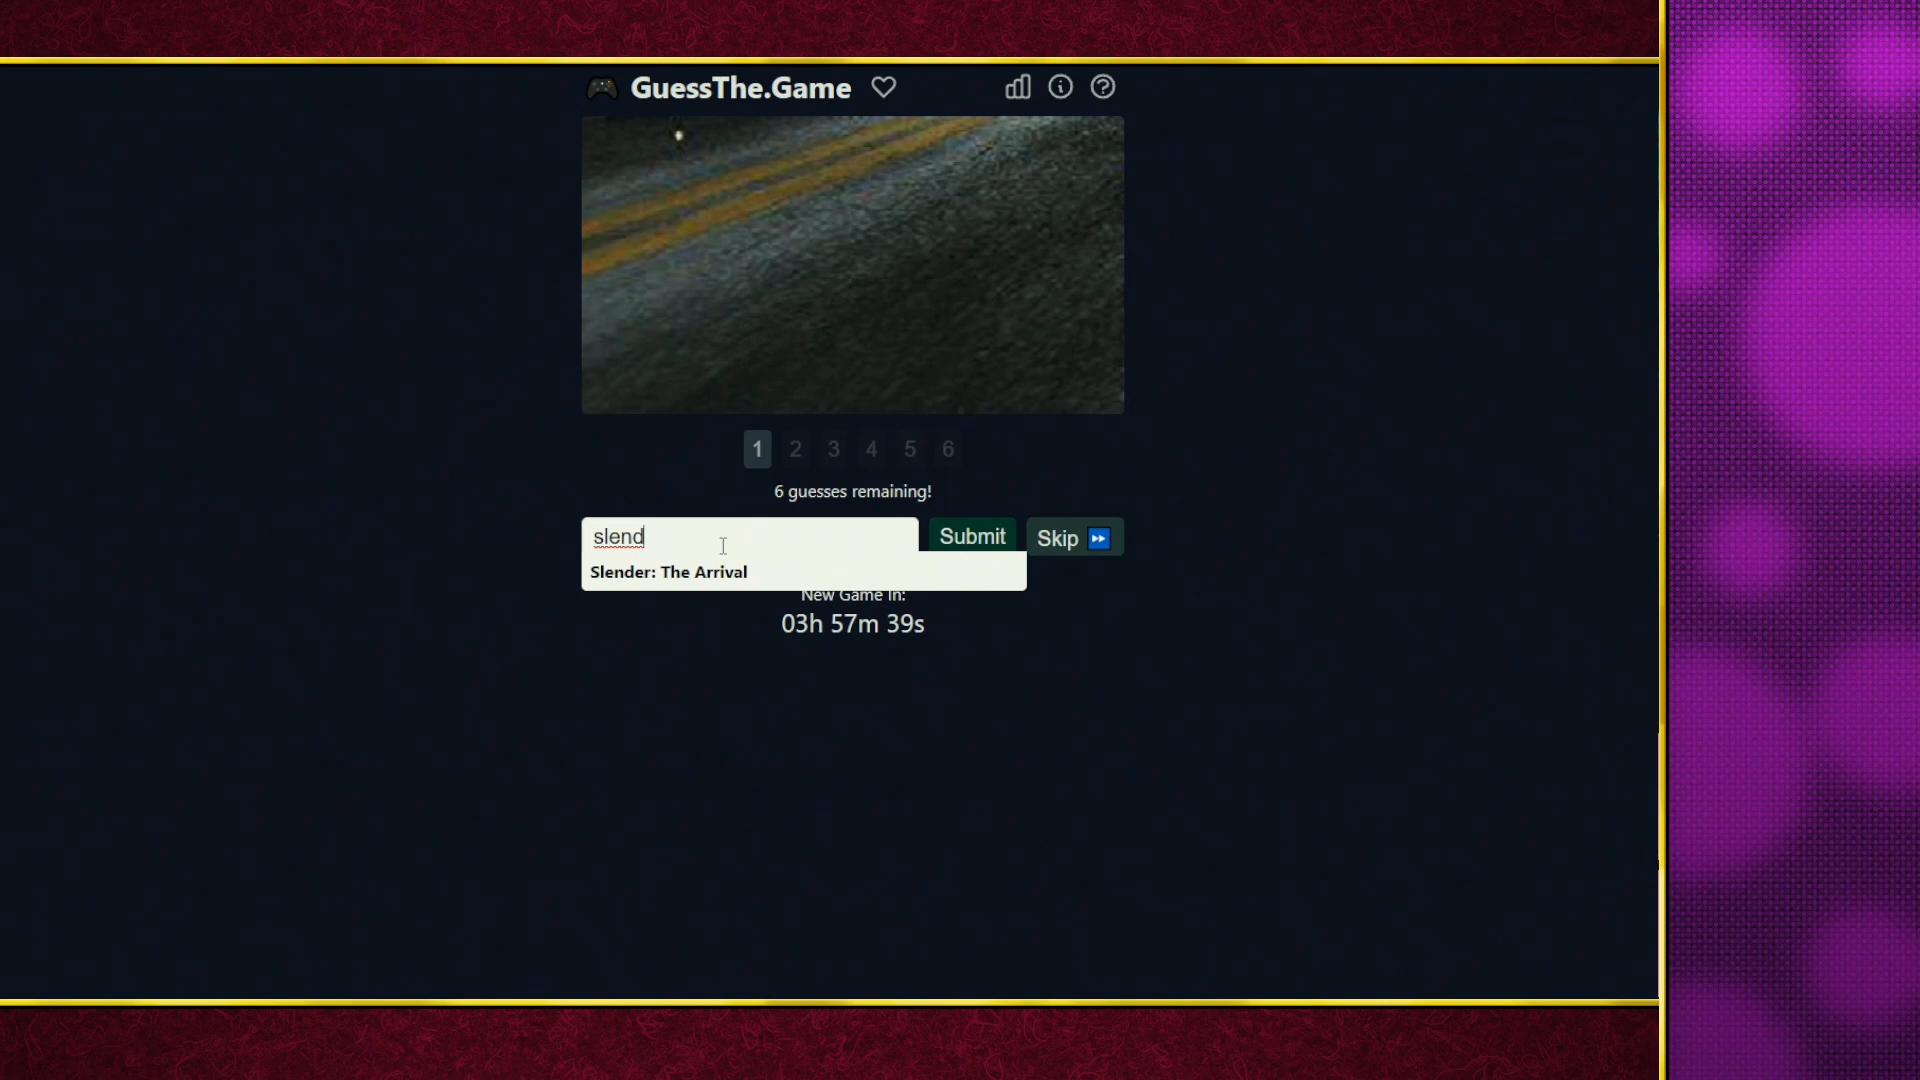 GuessThe.Game
1 2 3 4 5 6
6 guesses remaining!
slend Submit Skip
Slender: The Arrival
New Game In:
03h 57m 39s